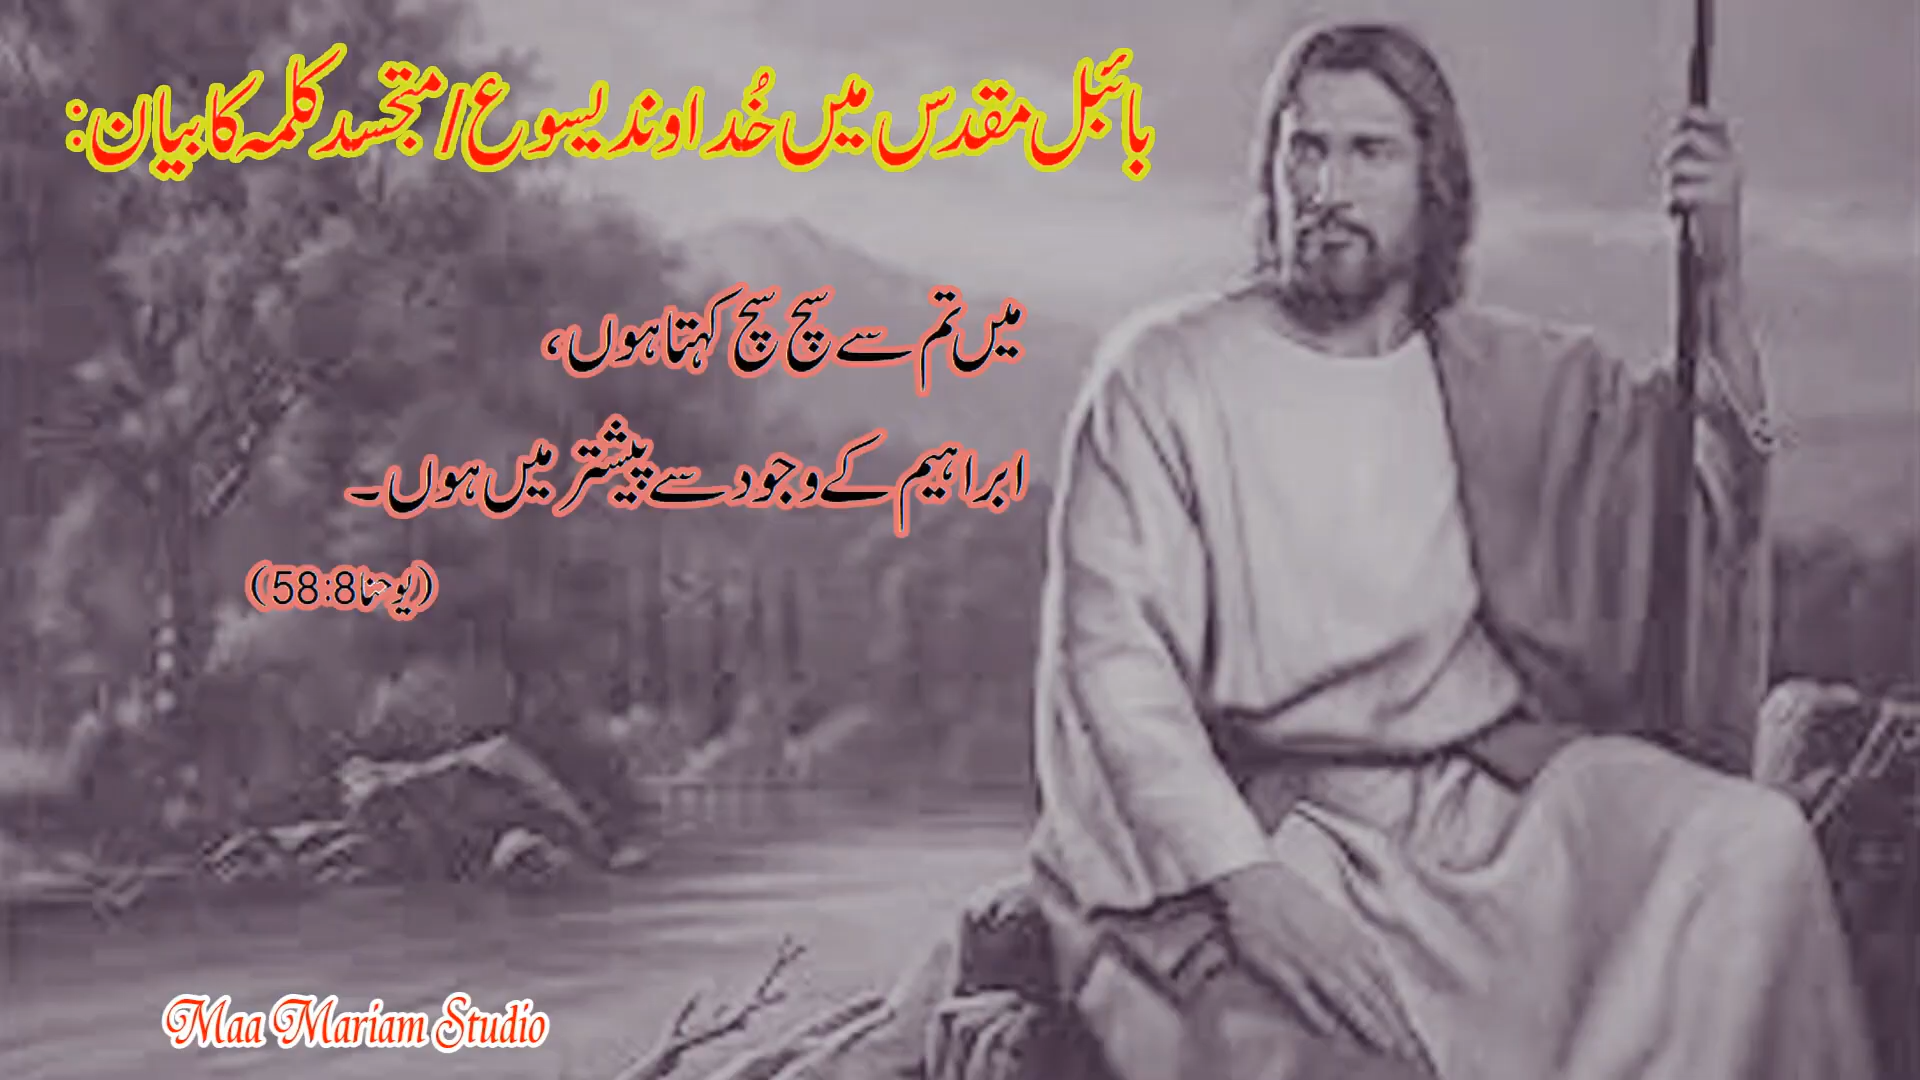 بائبل مقدس میں خُداوند یسوع / متجسد کلمہ کا بیان:
میں تم سے سچ سچ کہتا ہوں،
ابراہیم کے وجود سے پیشتر میں ہوں۔
(یوحنا 58:8)
Maa Mariam Studio